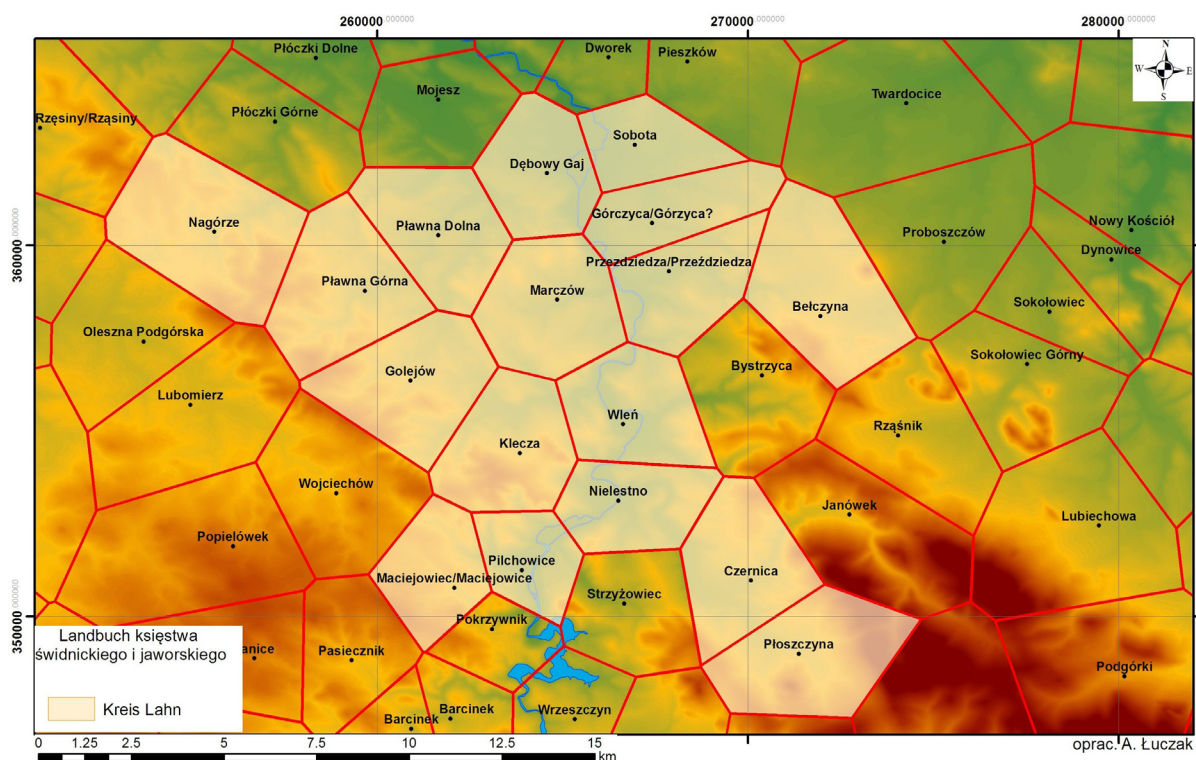 260000.000000
270000.000000
280000.000000
N
W E
S
Płóczki Dolne
Dworek
Pieszków
Mojesz
Twardocice
Rzęsiny/Rząsiny
Płóczki Górne
Sobota
Dębowy Gaj
Nagórze
Pławna Dolna
Górczyca/Górzyca?
Nowy Kościół
Proboszczów
Dynowice
360000.000000
Przezdziedza/Przeździedza
Pławna Górna
Marczów
Bełczyna
Sokołowiec
Oleszna Podgórska
Sokołowiec Górny
Bystrzyca
Golejów
Lubomierz
Wleń
Rząśnik
Klecza
Wojciechów
Nielestno
Janówek
Lubiechowa
Popielówek
Pilchowice
Czernica
Maciejowiec/Maciejowice
Strzyżowiec
350000.000000
Pokrzywnik
Płoszczyna
Landbuch księstwa
świdnickiego i jaworskiego
anice
Pasiecznik
Podgórki
Kreis Lahn
Barcinek
Barcinek
Wrzeszczyn
oprac. A. Łuczak
0 1.25 2.5 5 7.5 10 12.5 15
km